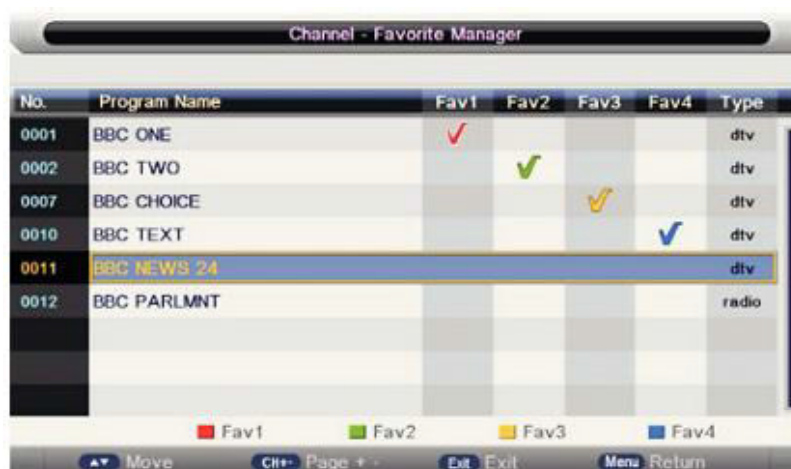 Channel - Favorite Manager
No. Program Name Fav1 Fav2 Fav3 Fav4 Type
0001 BBC ONE dtv
0002 BBC TWO dtv
0007 BBC CHOICE dtv
0010 BBC TEXT dtv
0011 BBC NEWS 24 dtv
0012 BBC PARLMNT radio
Fav1 Fav2 Fav3 Fav4
▲▼ Move CH+- Page + - Exit Exit Menu Return